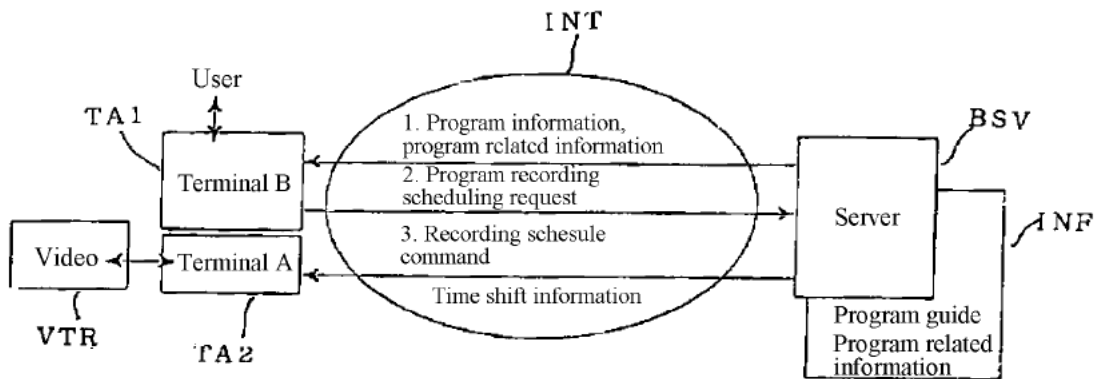 INT
User
TA1
BSV
1. Program information,
program related information
Terminal B
2. Program recording
scheduling request
Server
INF
3. Recording schesule
command
Video
Terminal A
Time shift information
Program guide
Program related
information
VTR
TA2